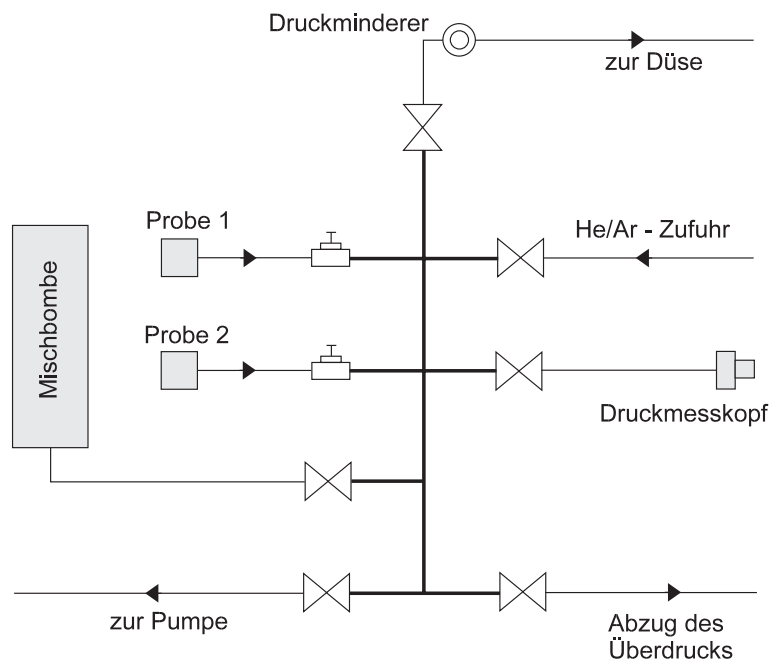 Druckminderer
zur Düse
Probe 1
He/Ar - Zufuhr
Mischbombe
Probe 2
Druckmesskopf
zur Pumpe
Abzug des
Überdrucks